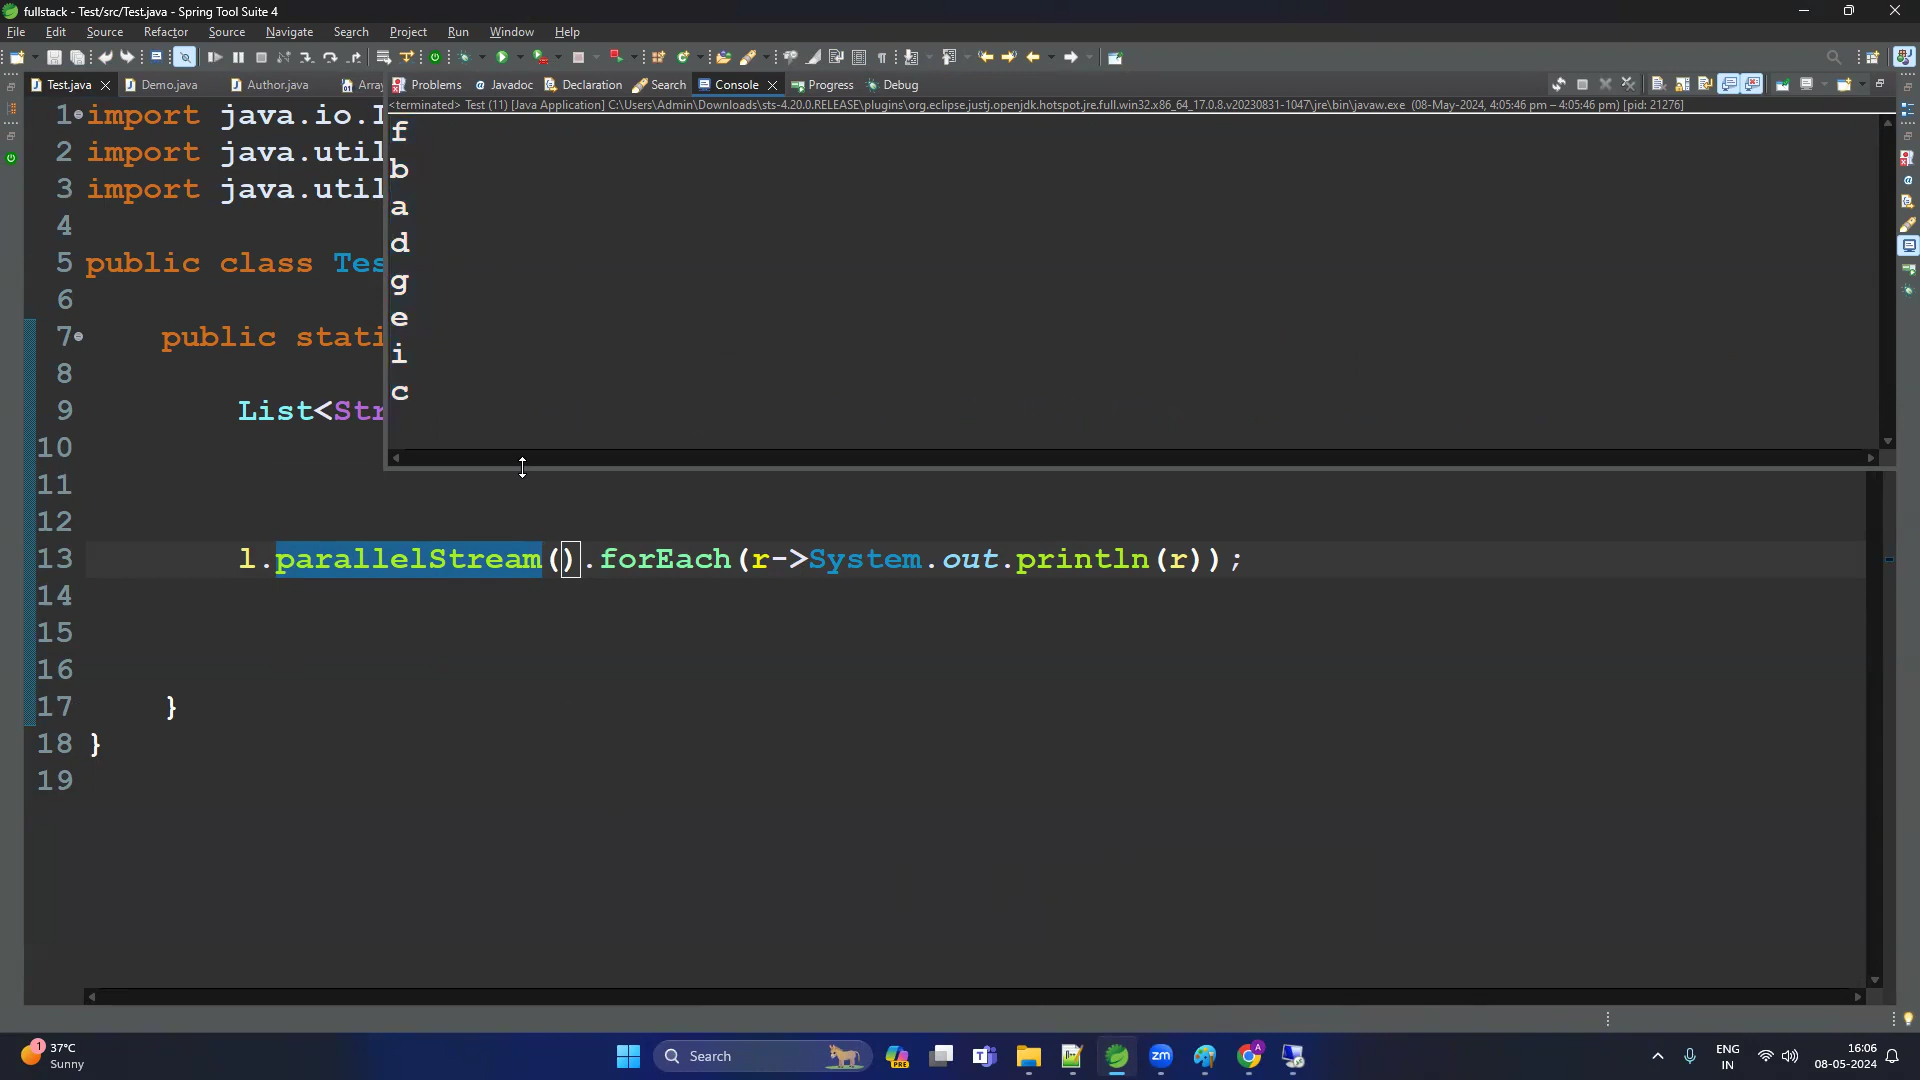 fullstack - Test/src/Test.java - Spring Tool Suite 4
File Edit Source Refactor Source Navigate Search Project Run Window Help
Test.java Demo.java Author.java Array Problems Javadoc Declaration Search Console Progress Debug
<terminated> Test (11) [Java Application] C:\Users\Admin\Downloads\sts-4.20.0.RELEASE\plugins\org.eclipse.justj.openjdk.hotspot.jre.full.win32.x86_64_17.0.8.v20230831-1047\jre\bin\javaw.exe (08-May-2024, 4:05:46 pm – 4:05:46 pm) [pid: 21276]
f
b
a
d
g
e
i
c
1 import java.io.I
2 import java.util
3 import java.util
4
5 public class Tes
6
7 public stati
8
9 List<Str
10
11
12
13 l.parallelStream().forEach(r->System.out.println(r));
14
15
16
17 }
18 }
19
1
37°C
Sunny
Search
PRE
zm
A
ENG
IN
16:06
08-05-2024